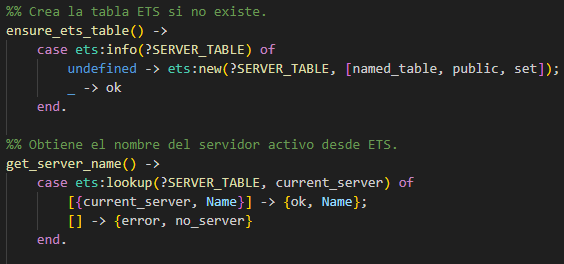 %% Crea la tabla ETS si no existe.
ensure_ets_table() ->
    case ets:info(?SERVER_TABLE) of
        undefined -> ets:new(?SERVER_TABLE, [named_table, public, set]);
        _ -> ok
    end.

%% Obtiene el nombre del servidor activo desde ETS.
get_server_name() ->
    case ets:lookup(?SERVER_TABLE, current_server) of
        [{current_server, Name}] -> {ok, Name};
        [] -> {error, no_server}
    end.